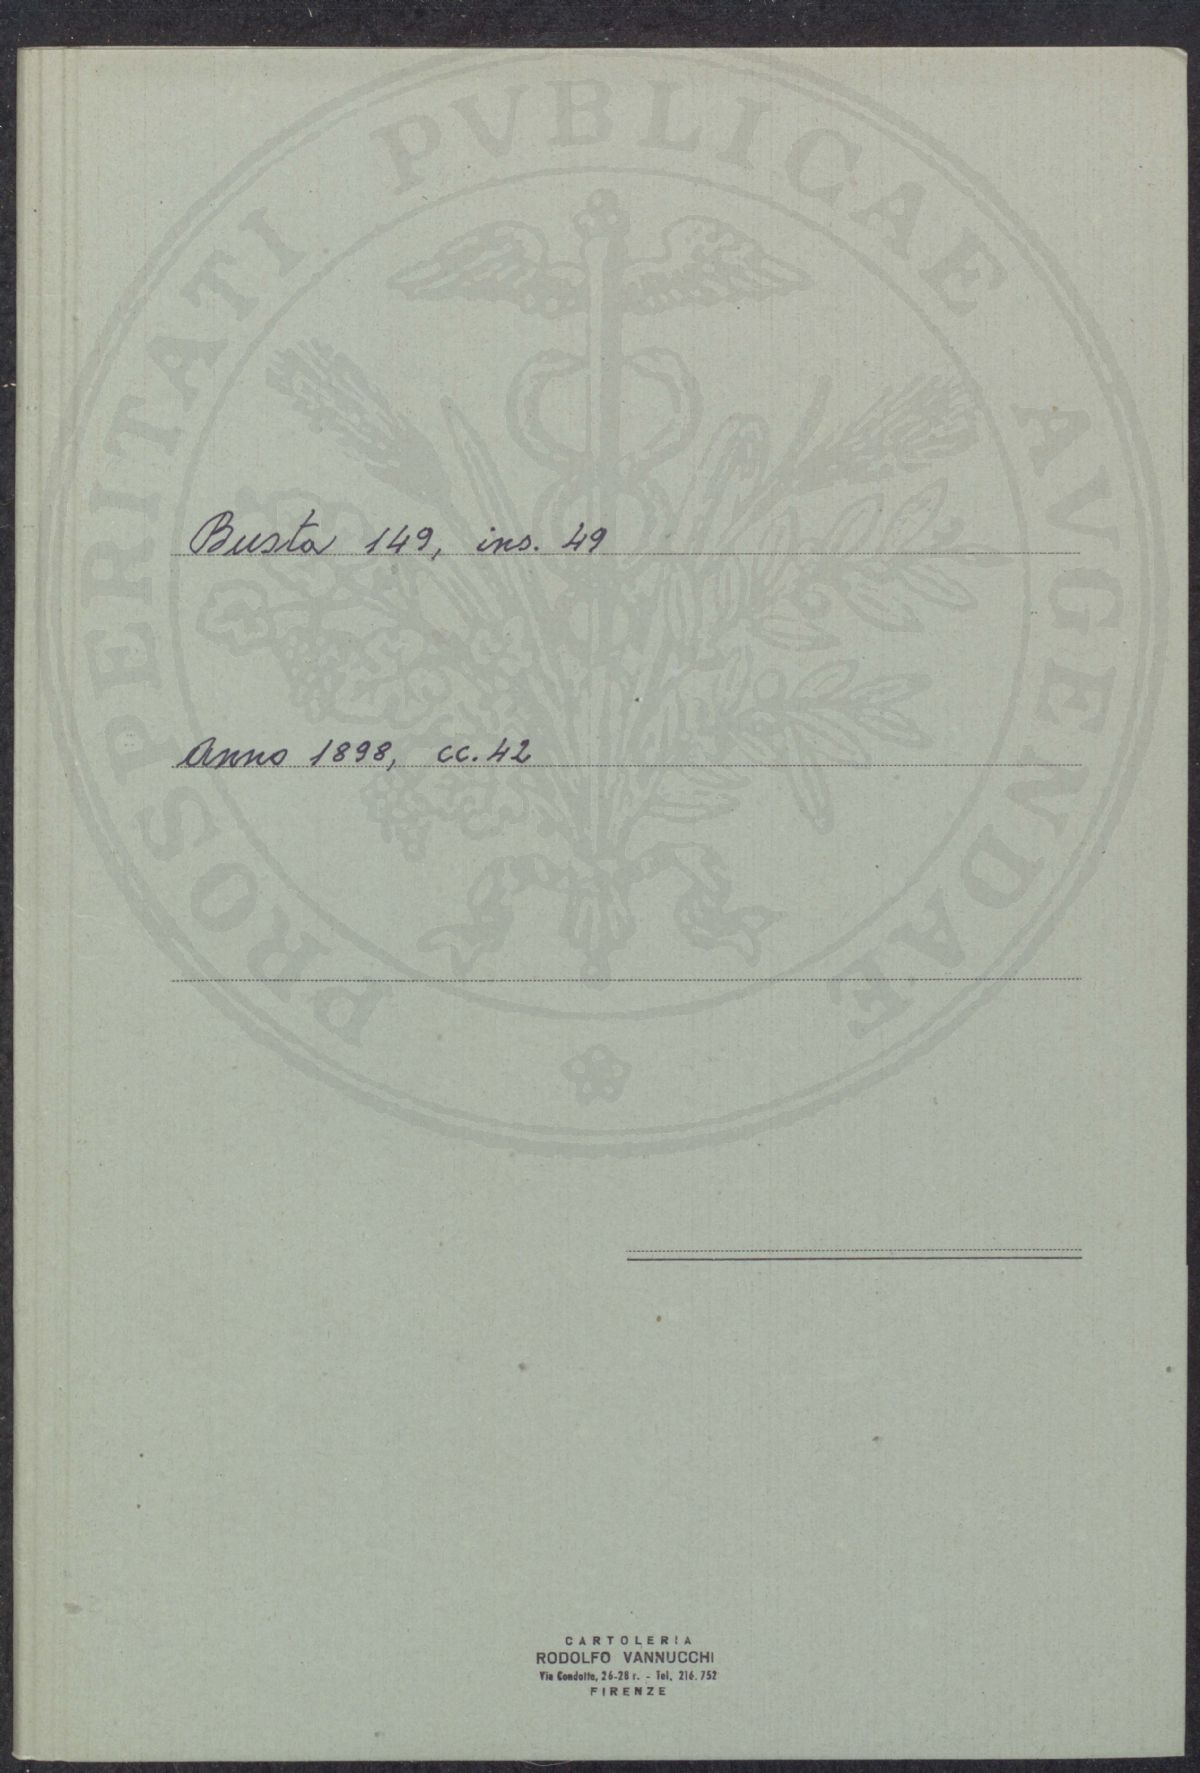 PROSPERITATI PVBLICAE AVGENDAE
Busta 149, ins. 49
Anno 1898, cc. 42
CARTOLERIA
RODOLFO VANNUCCHI
Via Condotta, 26-28 r. - Tel. 216.752
FIRENZE